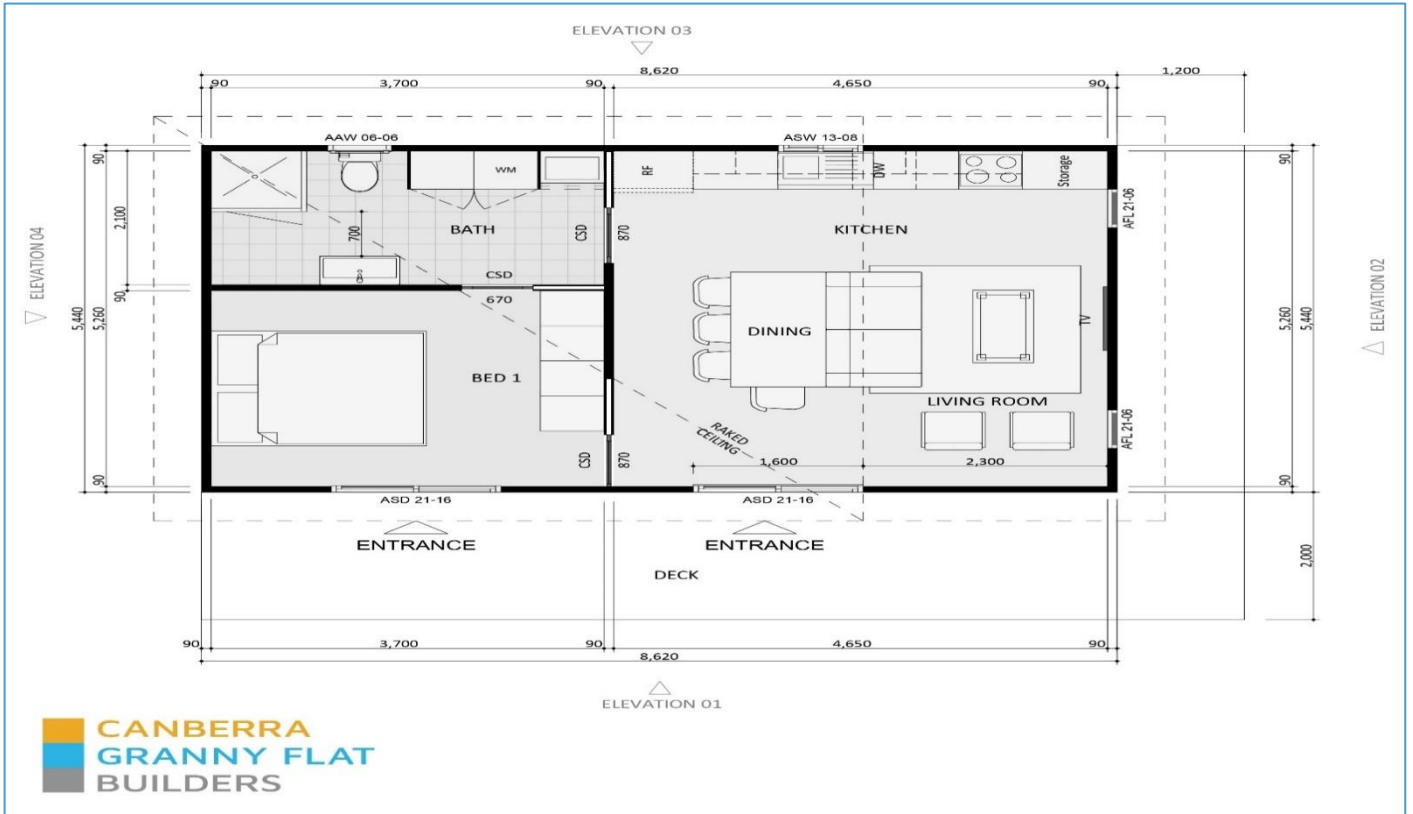 ELEVATION 03
8,620
1,200
90 3,700 90 4,650 90
AAW 06-06
ASW 13-08
90
2,100
90
5,440
5,260
90
ELEVATION 04
WM
RF
DW
Storage
AFL 21-06
90
700
BATH
CSD
870
KITCHEN
CSD
670
DINING
TV
5,260
5,440
ELEVATION 02
BED 1
LIVING ROOM
RAKED
CEILING
AFL 21-06
CSD
870
1,600
2,300
90
ASD 21-16
ASD 21-16
ENTRANCE
ENTRANCE
DECK
2,000
90 3,700 90 4,650 90
8,620
ELEVATION 01
CANBERRA
GRANNY FLAT
BUILDERS